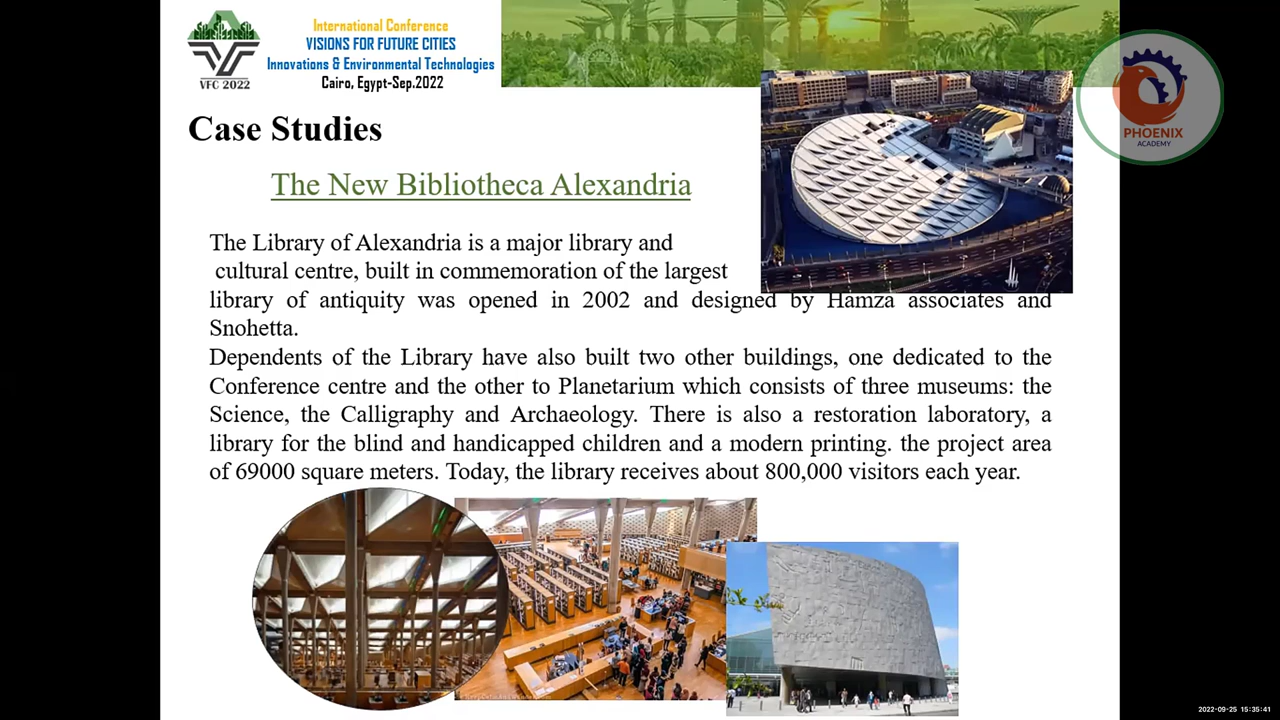 VFC 2022
International Conference
VISIONS FOR FUTURE CITIES
Innovations & Environmental Technologies
Cairo, Egypt-Sep.2022
PHOENIX
ACADEMY
Case Studies
The New Bibliotheca Alexandria
The Library of Alexandria is a major library and
cultural centre, built in commemoration of the largest
library of antiquity was opened in 2002 and designed by Hamza associates and
Snohetta.
Dependents of the Library have also built two other buildings, one dedicated to the
Conference centre and the other to Planetarium which consists of three museums: the
Science, the Calligraphy and Archaeology. There is also a restoration laboratory, a
library for the blind and handicapped children and a modern printing. the project area
of 69000 square meters. Today, the library receives about 800,000 visitors each year.
2022-09-25 15:35:41